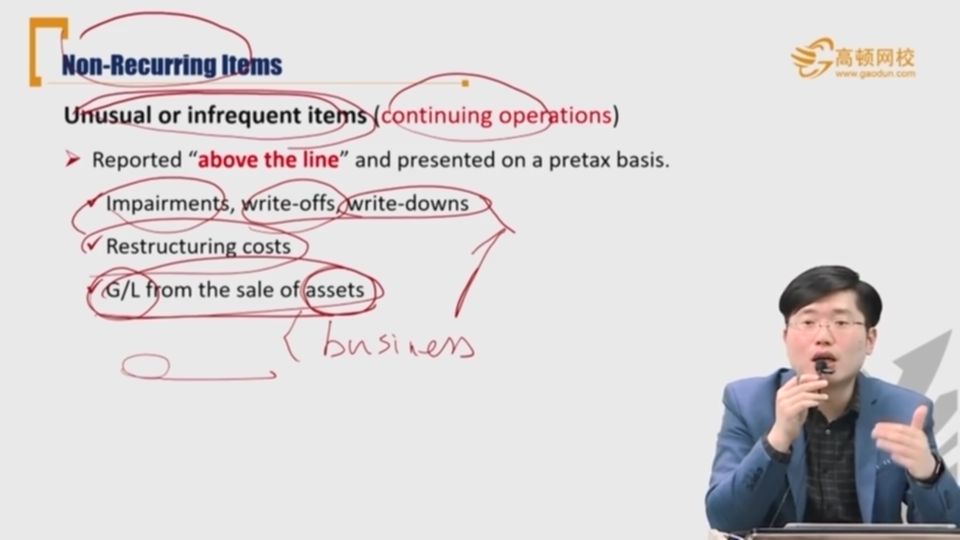 Non-Recurring Items
高顿网校
www.gaodun.com
Unusual or infrequent items (continuing operations)
Reported “above the line” and presented on a pretax basis.
Impairments, write-offs, write-downs
Restructuring costs
G/L from the sale of assets
business